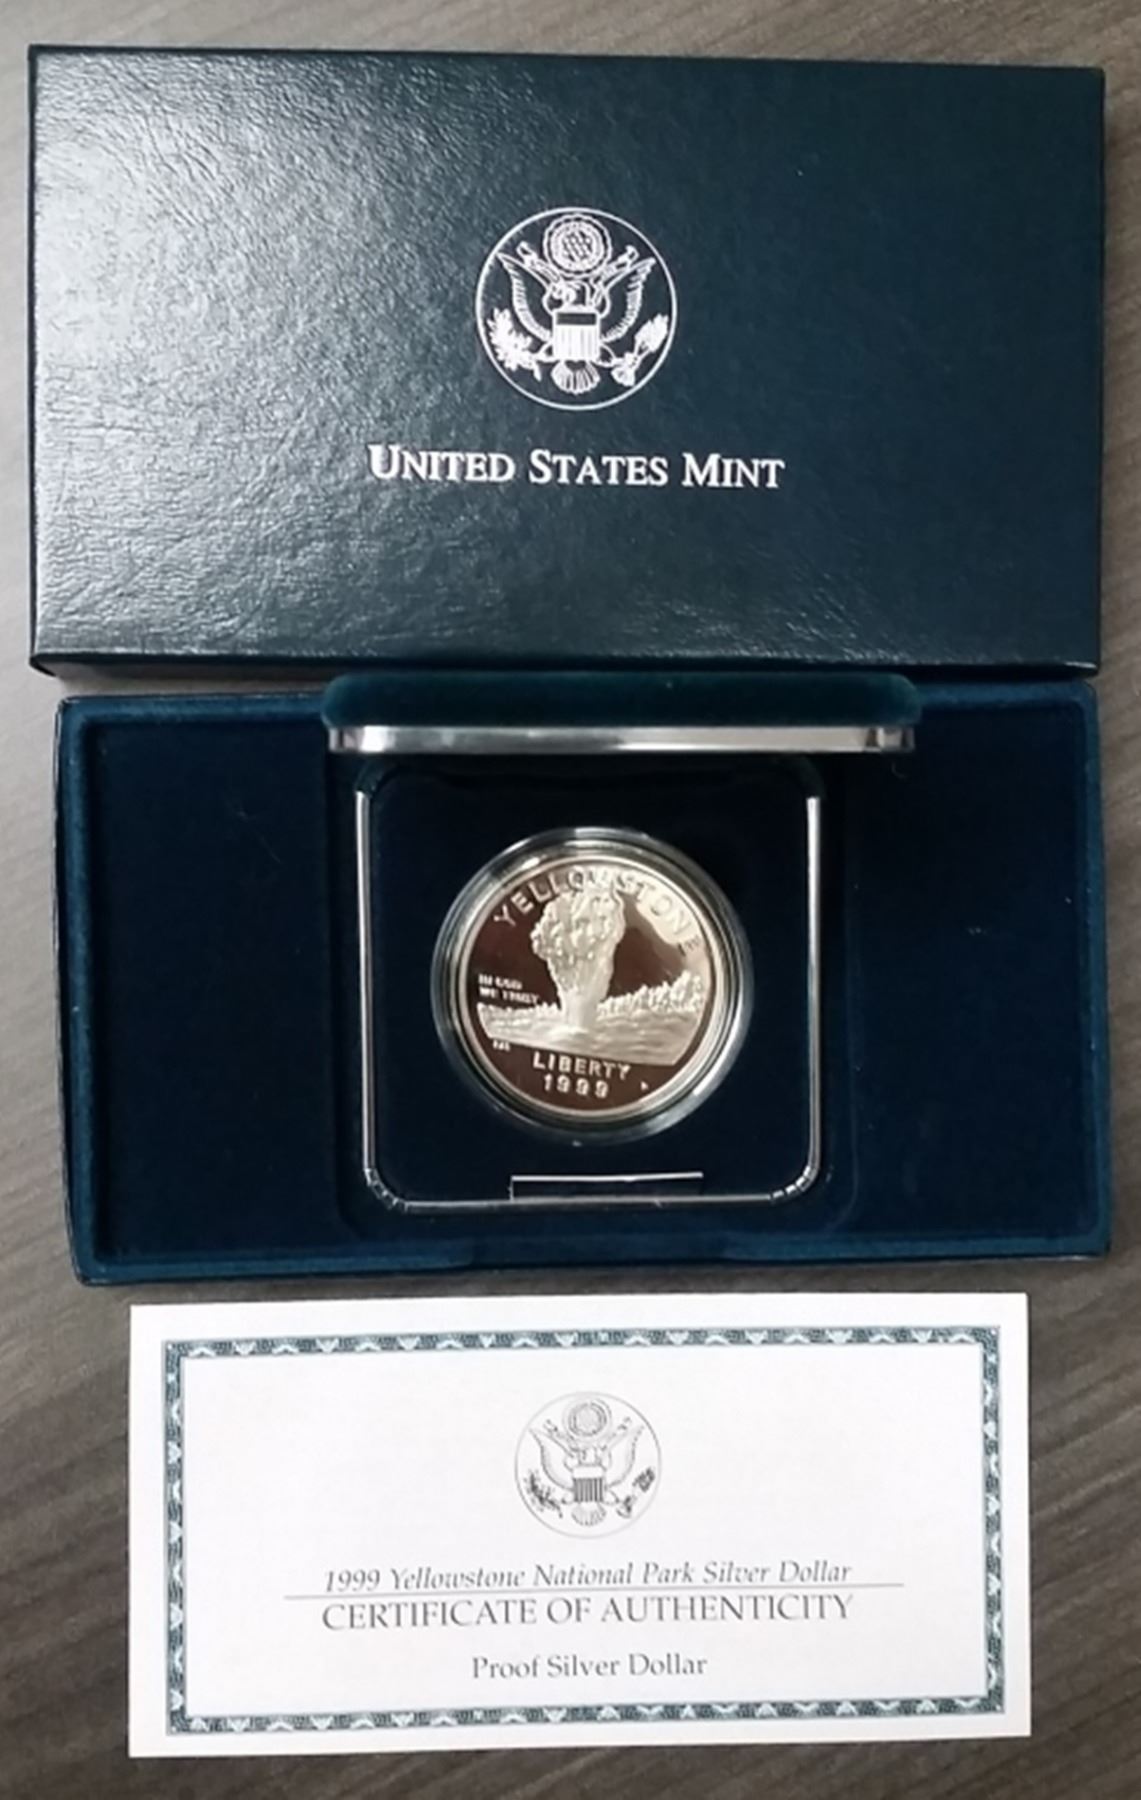 UNITED STATES MINT
YELLOWSTONE
IN GOD
WE TRUST
LIBERTY
1999
1999 Yellowstone National Park Silver Dollar
CERTIFICATE OF AUTHENTICITY
Proof Silver Dollar